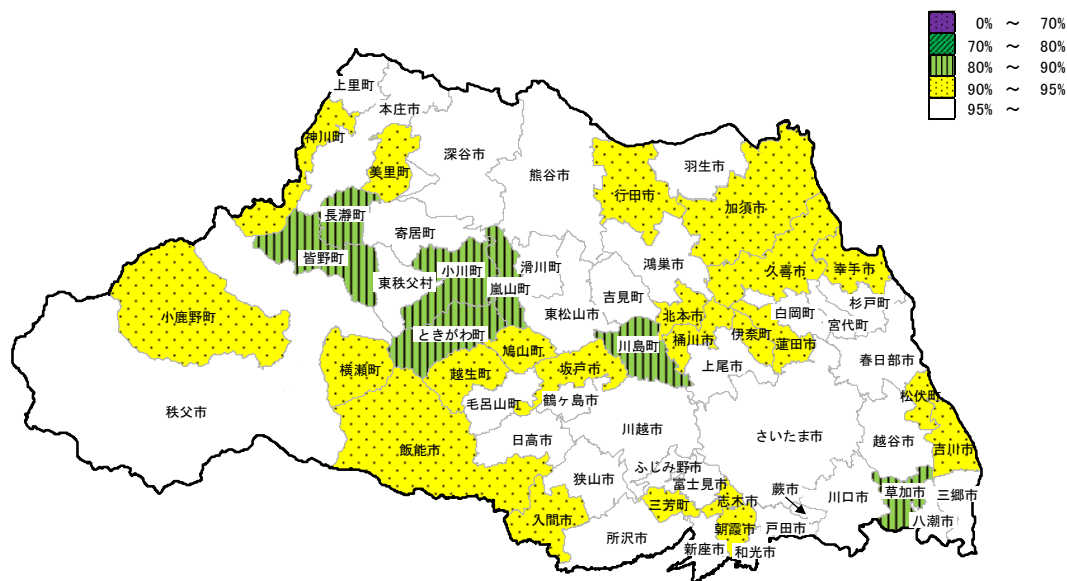 0% ～ 70%
70% ～ 80%
80% ～ 90%
90% ～ 95%
95% ～
上里町
本庄市
神川町
美里町
深谷市
熊谷市
行田市
羽生市
加須市
長瀞町
寄居町
皆野町
東秩父村
小川町
嵐山町
滑川町
吉見町
鴻巣市
久喜市
幸手市
杉戸町
白岡町
宮代町
小鹿野町
ときがわ町
東松山市
北本市
桶川市
伊奈町
蓮田市
川島町
鳩山町
坂戸市
横瀬町
越生町
上尾市
春日部市
松伏町
秩父市
毛呂山町
鶴ヶ島市
飯能市
日高市
川越市
さいたま市
越谷市
吉川市
狭山市
ふじみ野市
富士見市
三芳町
志木市
蕨市
川口市
草加市
三郷市
八潮市
入間市
所沢市
新座市
朝霞市
和光市
戸田市